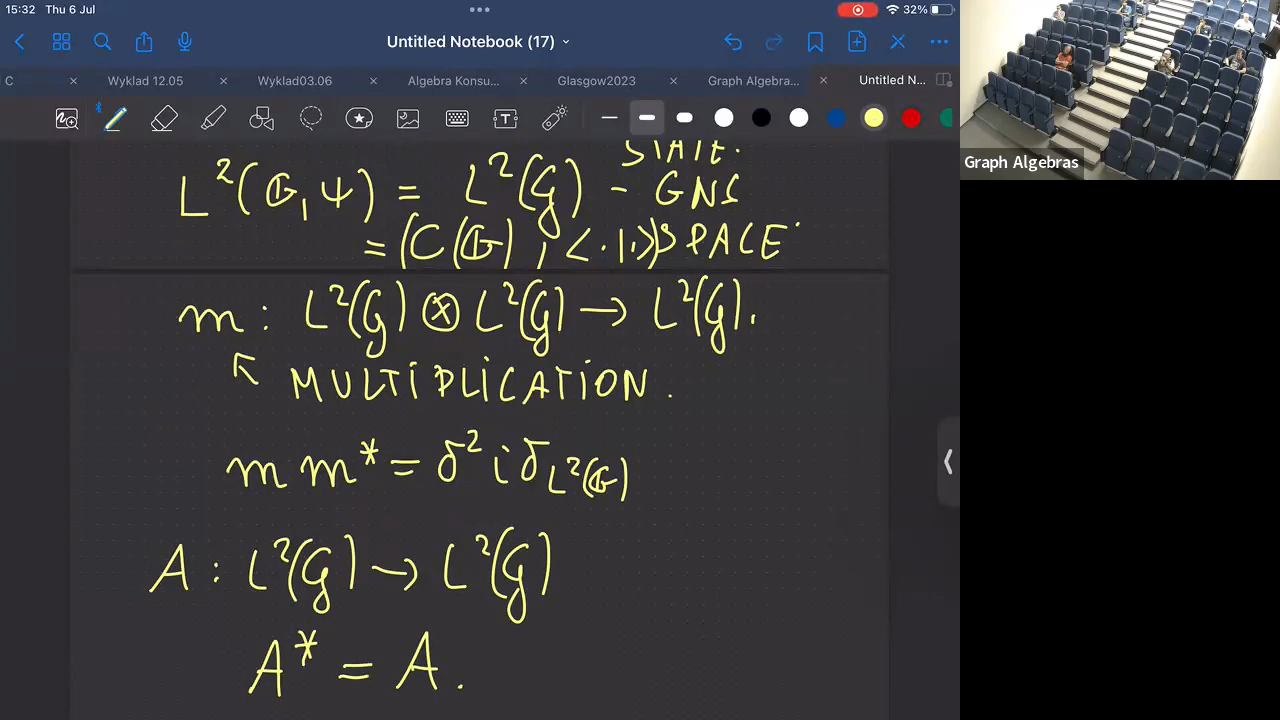 15:32 Thu 6 Jul
32%
Untitled Notebook (17)
C
Wyklad 12.05
Wyklad03.06
Algebra Konsu...
Glasgow2023
Graph Algebra...
Untitled N...
Graph Algebras
STATE.
L²(𝔾, ψ) = L²(𝔾) - GNS
= (C(𝔾), <·|·>) SPACE.
m : L²(𝔾) ⊗ L²(𝔾) → L²(𝔾).
↖ MULTIPLICATION.
m m* = δ² id_{L²(𝔾)}
A : L²(𝔾) → L²(𝔾)
A* = A.